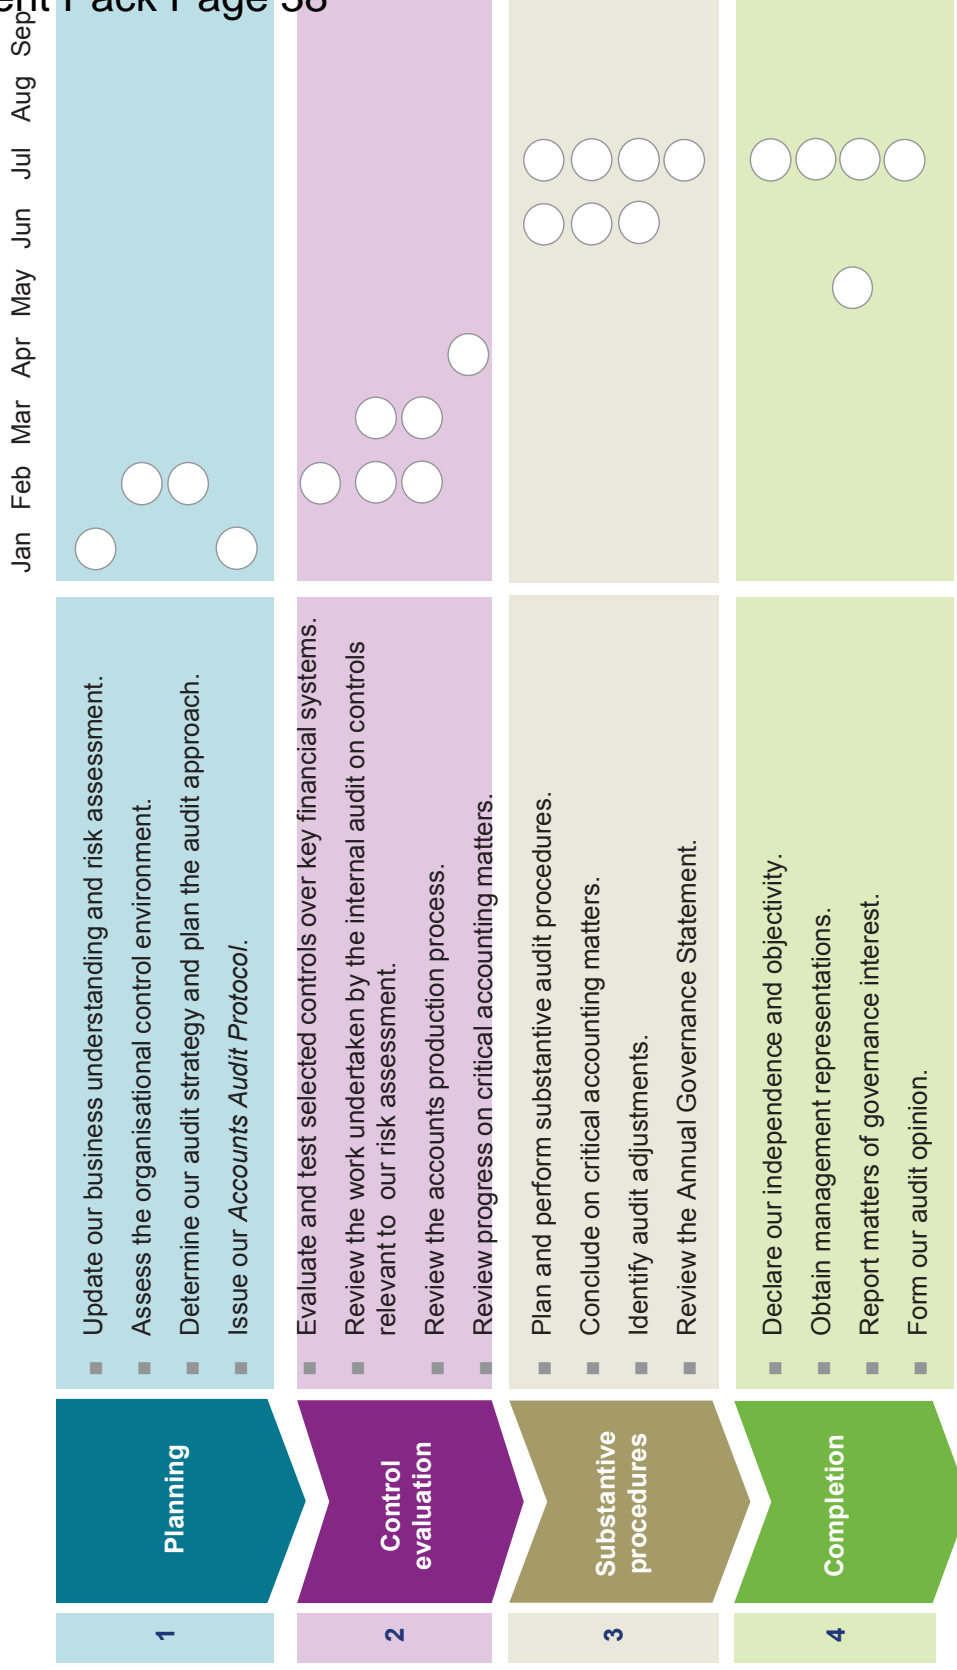 ent Pack Page 38
Jan Feb Mar Apr May Jun Jul Aug Sep
1
Planning
■ Update our business understanding and risk assessment.
■ Assess the organisational control environment.
■ Determine our audit strategy and plan the audit approach.
■ Issue our Accounts Audit Protocol.
2
Control
evaluation
■ Evaluate and test selected controls over key financial systems.
■ Review the work undertaken by the internal audit on controls
relevant to our risk assessment.
■ Review the accounts production process.
■ Review progress on critical accounting matters.
3
Substantive
procedures
■ Plan and perform substantive audit procedures.
■ Conclude on critical accounting matters.
■ Identify audit adjustments.
■ Review the Annual Governance Statement.
4
Completion
■ Declare our independence and objectivity.
■ Obtain management representations.
■ Report matters of governance interest.
■ Form our audit opinion.